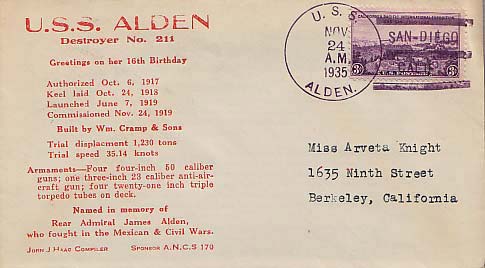 U.S.S. ALDEN
Destroyer No. 211
Greetings on her 16th Birthday
Authorized Oct. 6, 1917
Keel laid Oct. 24, 1918
Launched June 7, 1919
Commissioned Nov. 24, 1919
Built by Wm. Cramp & Sons
Trial displacment 1,230 tons
Trial speed 35.14 knots
Armaments—Four four-inch 50 caliber
guns; one three-inch 23 caliber anti-air-
craft gun; four twenty-one inch triple
torpedo tubes on deck.
Named in memory of
Rear Admiral James Alden,
who fought in the Mexican & Civil Wars.
John J Haag Compiler Sponsor A.N.C.S 170
U. S. S.
NOV
24
A.M.
1935
ALDEN.
SAN-DIEGO
CALIF
3¢ 3¢
Miss Arveta Knight
1635 Ninth Street
Berkeley, California